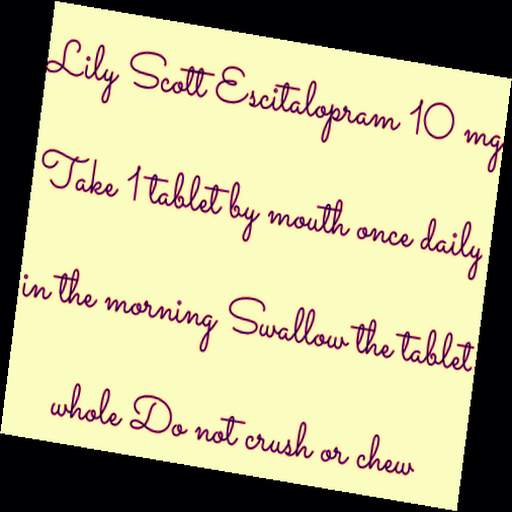 Lily Scott Escitalopram 10 mg
Take 1 tablet by mouth once daily
in the morning Swallow the tablet
whole Do not crush or chew